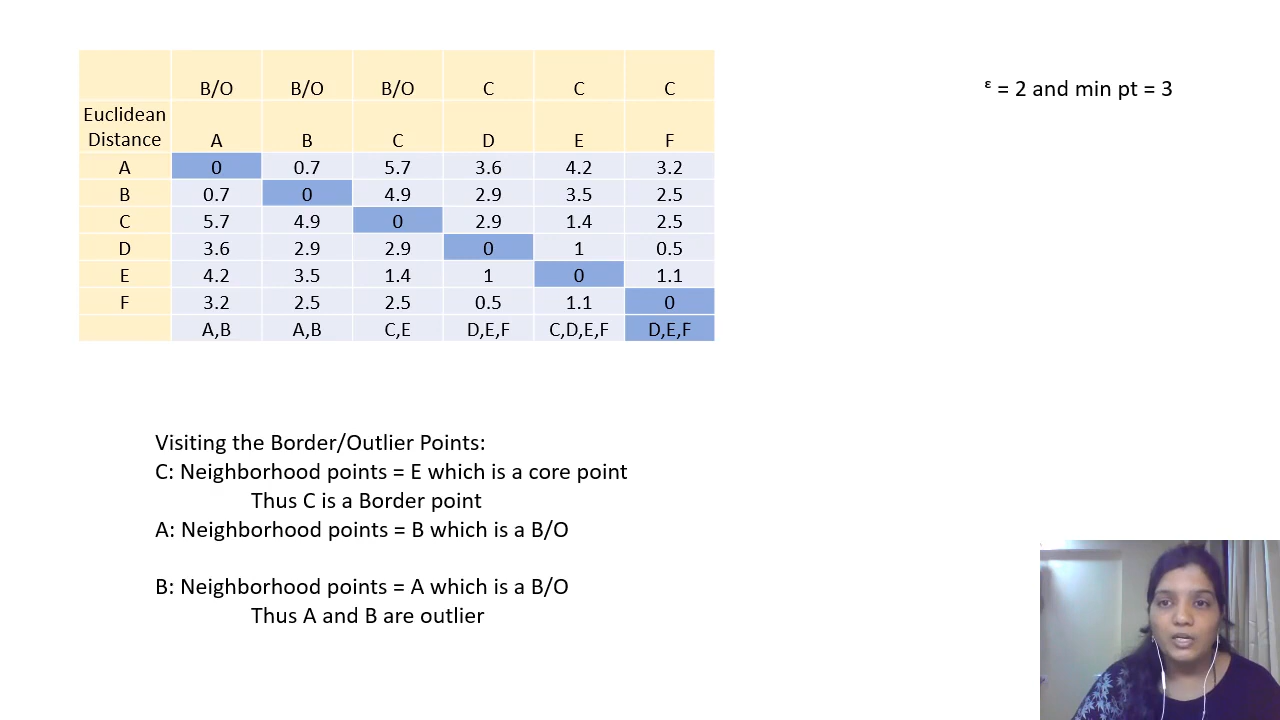 B/O B/O B/O C C C
Euclidean
Distance A B C D E F
A 0 0.7 5.7 3.6 4.2 3.2
B 0.7 0 4.9 2.9 3.5 2.5
C 5.7 4.9 0 2.9 1.4 2.5
D 3.6 2.9 2.9 0 1 0.5
E 4.2 3.5 1.4 1 0 1.1
F 3.2 2.5 2.5 0.5 1.1 0
A,B A,B C,E D,E,F C,D,E,F D,E,F
ε = 2 and min pt = 3
Visiting the Border/Outlier Points:
C: Neighborhood points = E which is a core point
Thus C is a Border point
A: Neighborhood points = B which is a B/O
B: Neighborhood points = A which is a B/O
Thus A and B are outlier